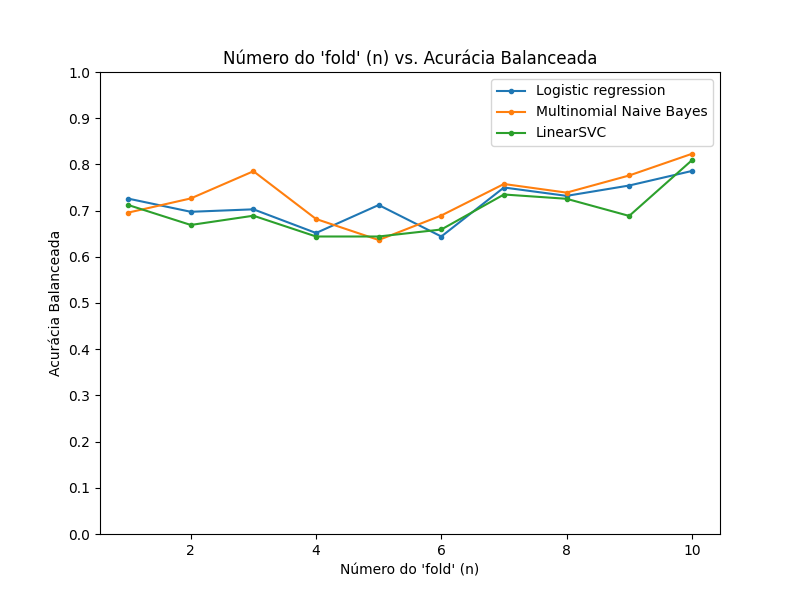 Número do 'fold' (n) vs. Acurácia Balanceada
Logistic regression
Multinomial Naive Bayes
LinearSVC
Acurácia Balanceada
1.0
0.9
0.8
0.7
0.6
0.5
0.4
0.3
0.2
0.1
0.0
2 4 6 8 10
Número do 'fold' (n)